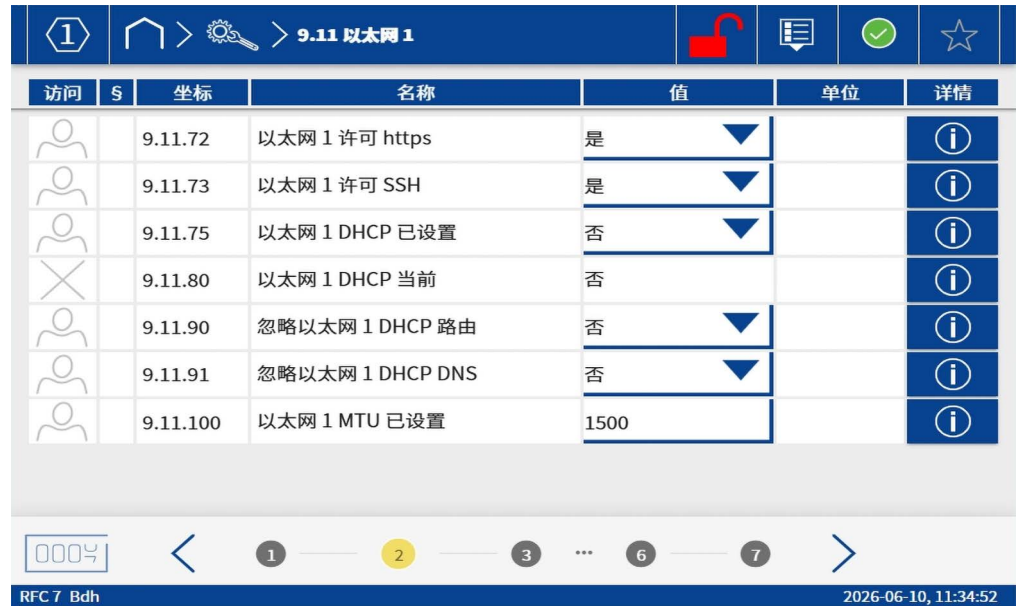 1 9.11 以太网 1
访问 § 坐标 名称 值 单位 详情
9.11.72 以太网 1 许可 https 是
9.11.73 以太网 1 许可 SSH 是
9.11.75 以太网 1 DHCP 已设置 否
9.11.80 以太网 1 DHCP 当前 否
9.11.90 忽略以太网 1 DHCP 路由 否
9.11.91 忽略以太网 1 DHCP DNS 否
9.11.100 以太网 1 MTU 已设置 1500
1 2 3 ... 6 7
RFC 7 Bdh 2026-06-10, 11:34:52